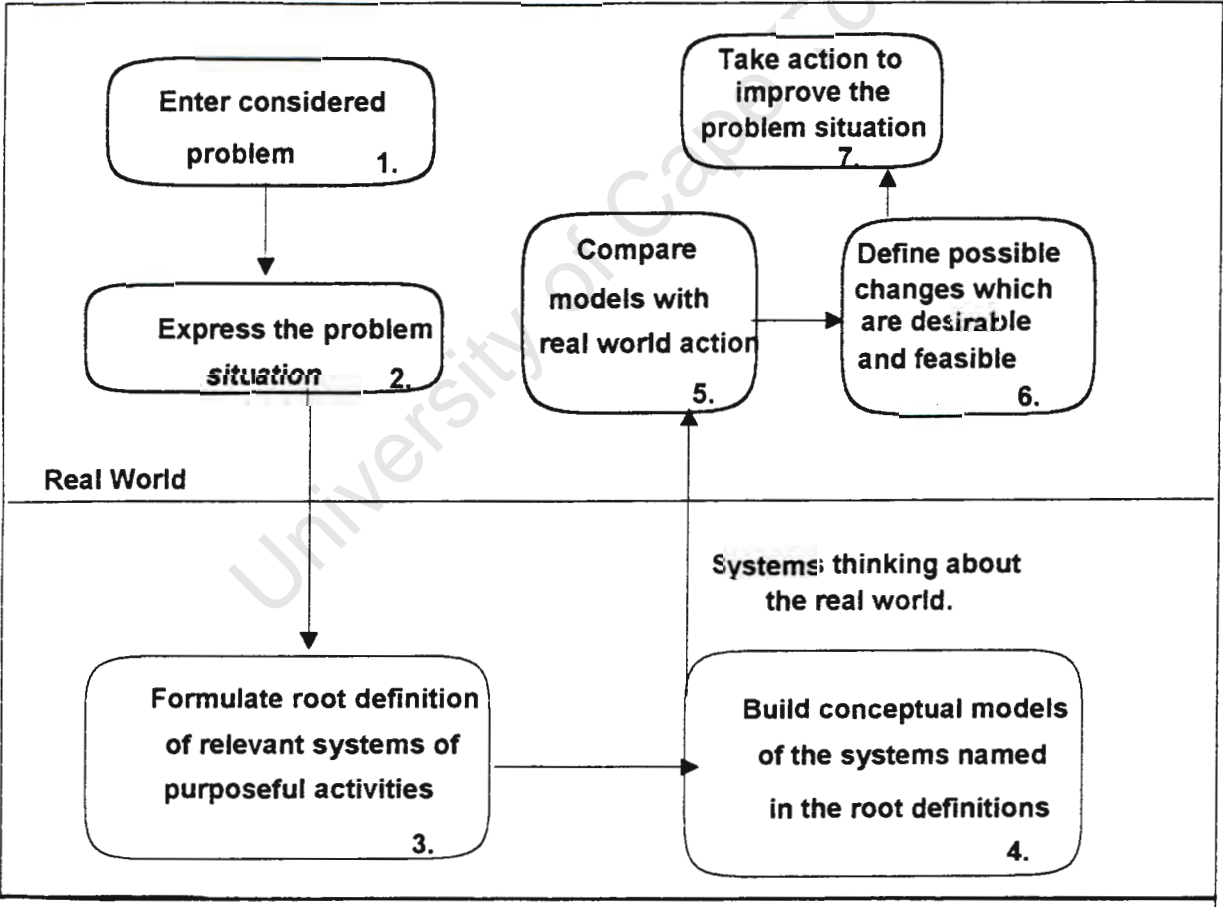 Enter considered
problem 1.
Express the problem
situation 2.
Real World
Formulate root definition
of relevant systems of
purposeful activities
3.
Build conceptual models
of the systems named
in the root definitions
4.
Systems thinking about
the real world.
Compare
models with
real world action
5.
Define possible
changes which
are desirable
and feasible
6.
Take action to
improve the
problem situation
7.
University of Cape